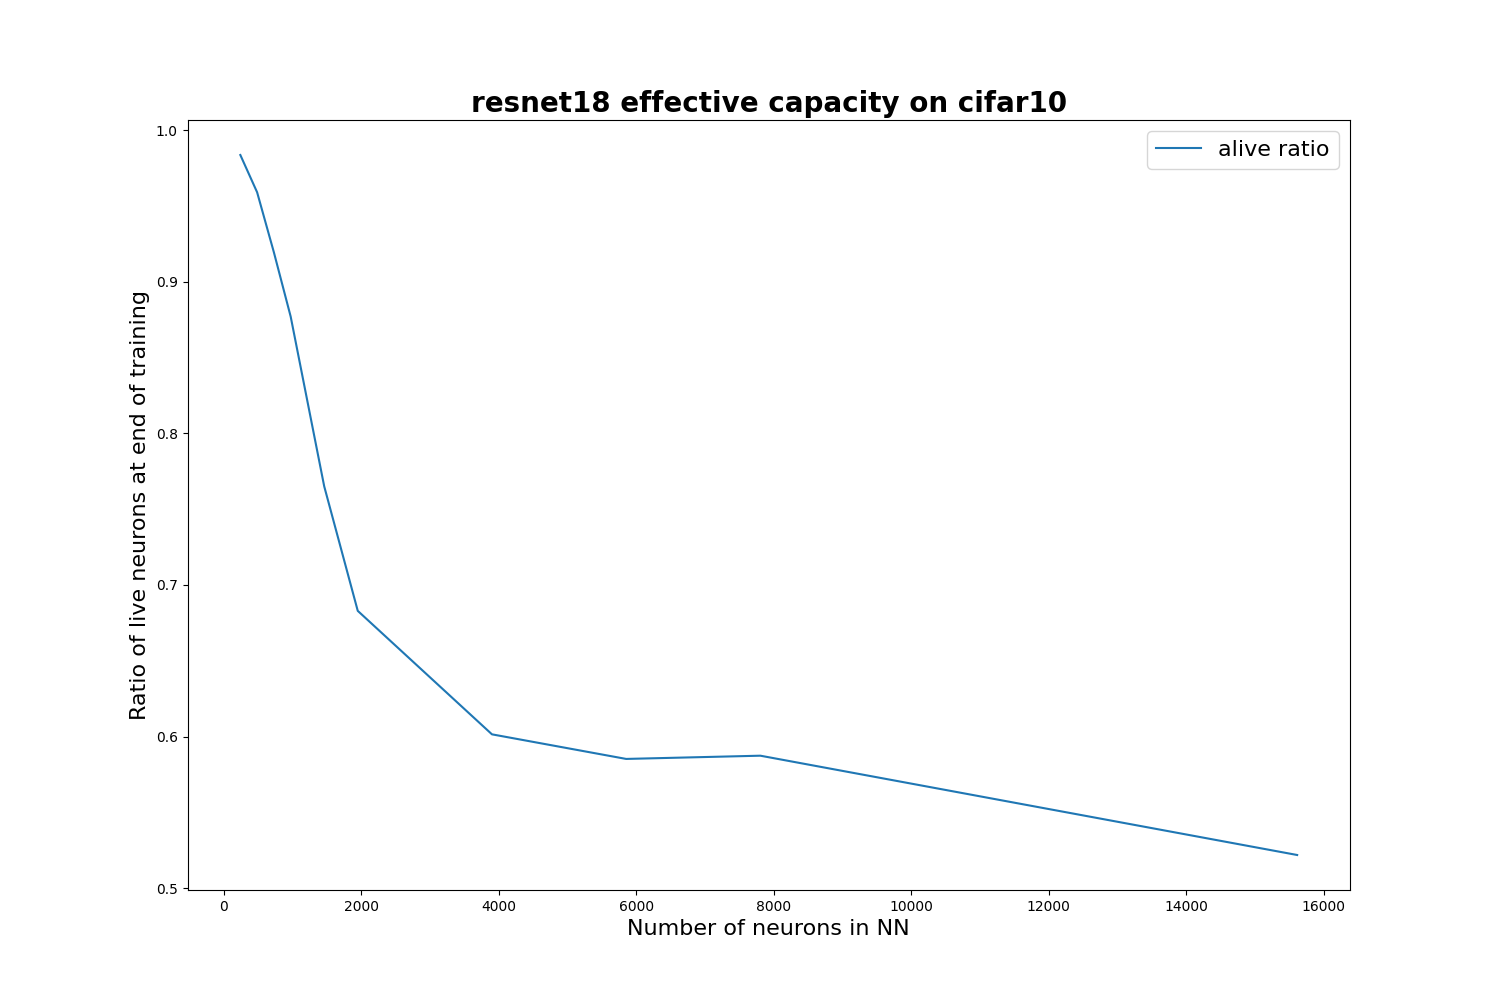 resnet18 effective capacity on cifar10
alive ratio
Ratio of live neurons at end of training
1.0
0.9
0.8
0.7
0.6
0.5
0 2000 4000 6000 8000 10000 12000 14000 16000
Number of neurons in NN